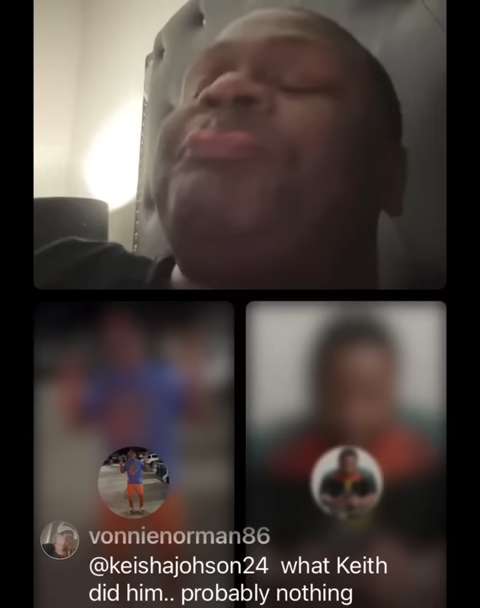 vonnienorman86
@keishajohson24 what Keith
did him.. probably nothing